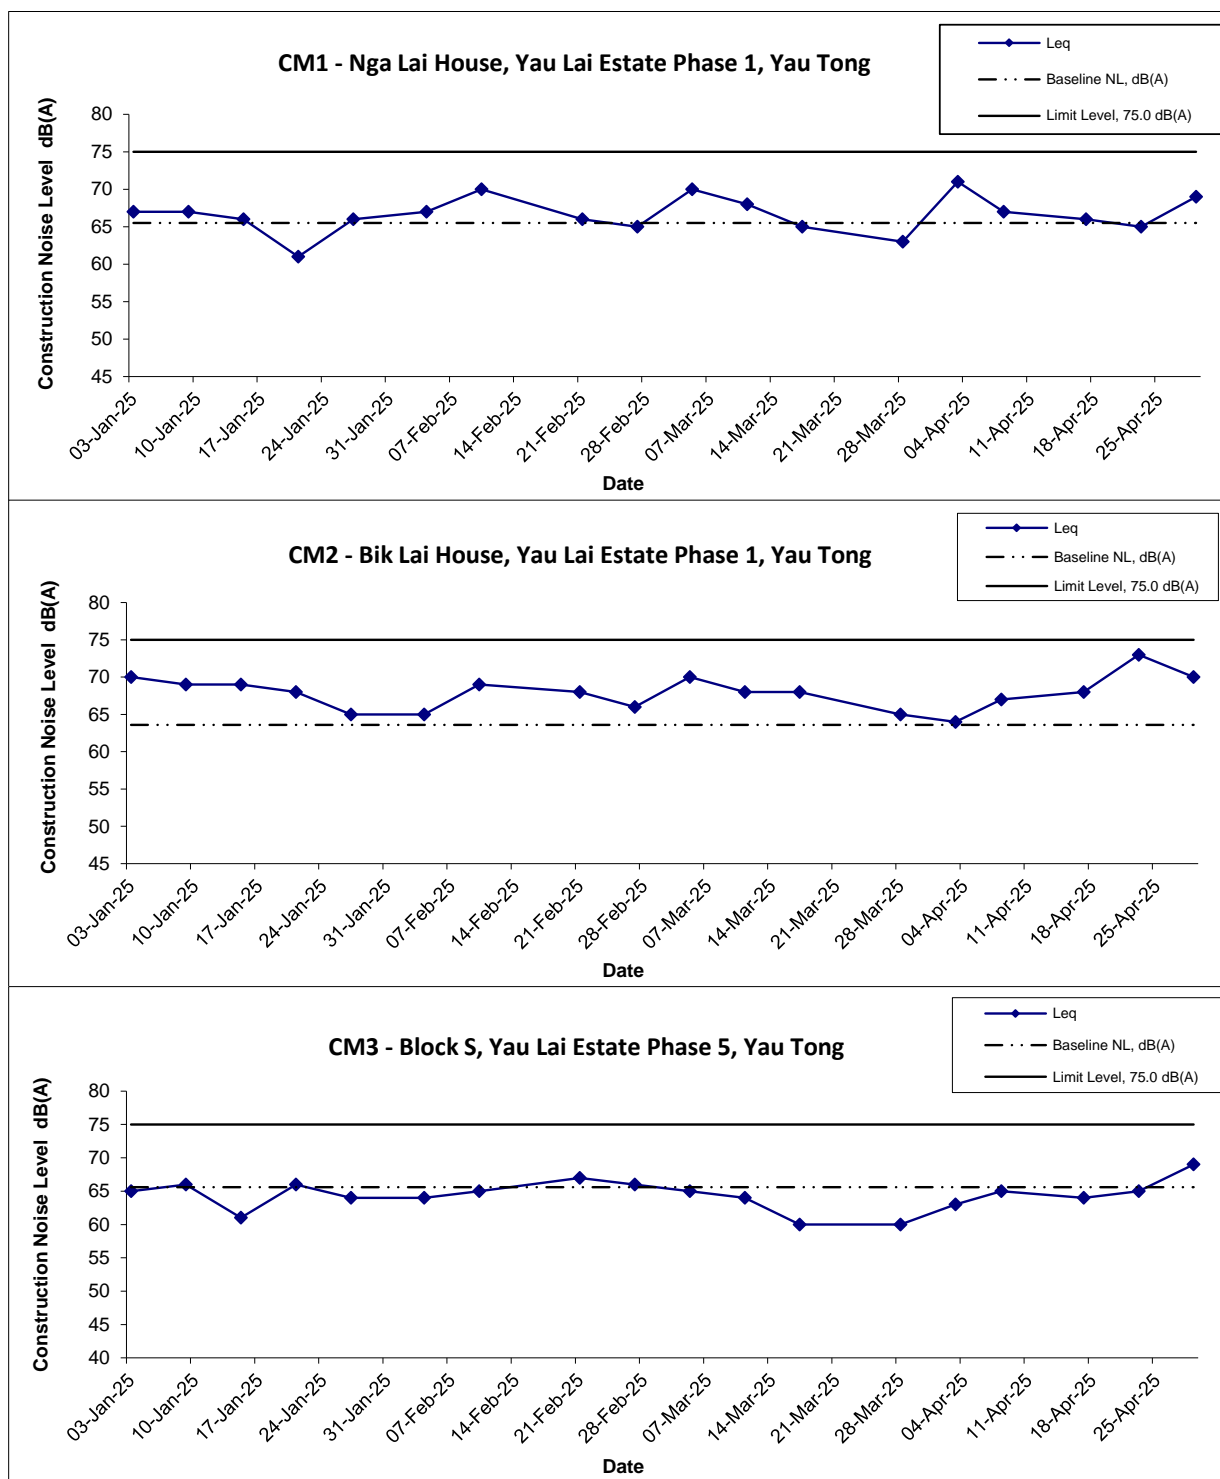 CM1 - Nga Lai House, Yau Lai Estate Phase 1, Yau Tong
Leq
Baseline NL, dB(A)
Limit Level, 75.0 dB(A)
Construction Noise Level dB(A)
80
75
70
65
60
55
50
45
03-Jan-25
10-Jan-25
17-Jan-25
24-Jan-25
31-Jan-25
07-Feb-25
14-Feb-25
21-Feb-25
28-Feb-25
07-Mar-25
14-Mar-25
21-Mar-25
28-Mar-25
04-Apr-25
11-Apr-25
18-Apr-25
25-Apr-25
Date
CM2 - Bik Lai House, Yau Lai Estate Phase 1, Yau Tong
Leq
Baseline NL, dB(A)
Limit Level, 75.0 dB(A)
Construction Noise Level dB(A)
80
75
70
65
60
55
50
45
03-Jan-25
10-Jan-25
17-Jan-25
24-Jan-25
31-Jan-25
07-Feb-25
14-Feb-25
21-Feb-25
28-Feb-25
07-Mar-25
14-Mar-25
21-Mar-25
28-Mar-25
04-Apr-25
11-Apr-25
18-Apr-25
25-Apr-25
Date
CM3 - Block S, Yau Lai Estate Phase 5, Yau Tong
Leq
Baseline NL, dB(A)
Limit Level, 75.0 dB(A)
Construction Noise Level dB(A)
80
75
70
65
60
55
50
45
40
03-Jan-25
10-Jan-25
17-Jan-25
24-Jan-25
31-Jan-25
07-Feb-25
14-Feb-25
21-Feb-25
28-Feb-25
07-Mar-25
14-Mar-25
21-Mar-25
28-Mar-25
04-Apr-25
11-Apr-25
18-Apr-25
25-Apr-25
Date